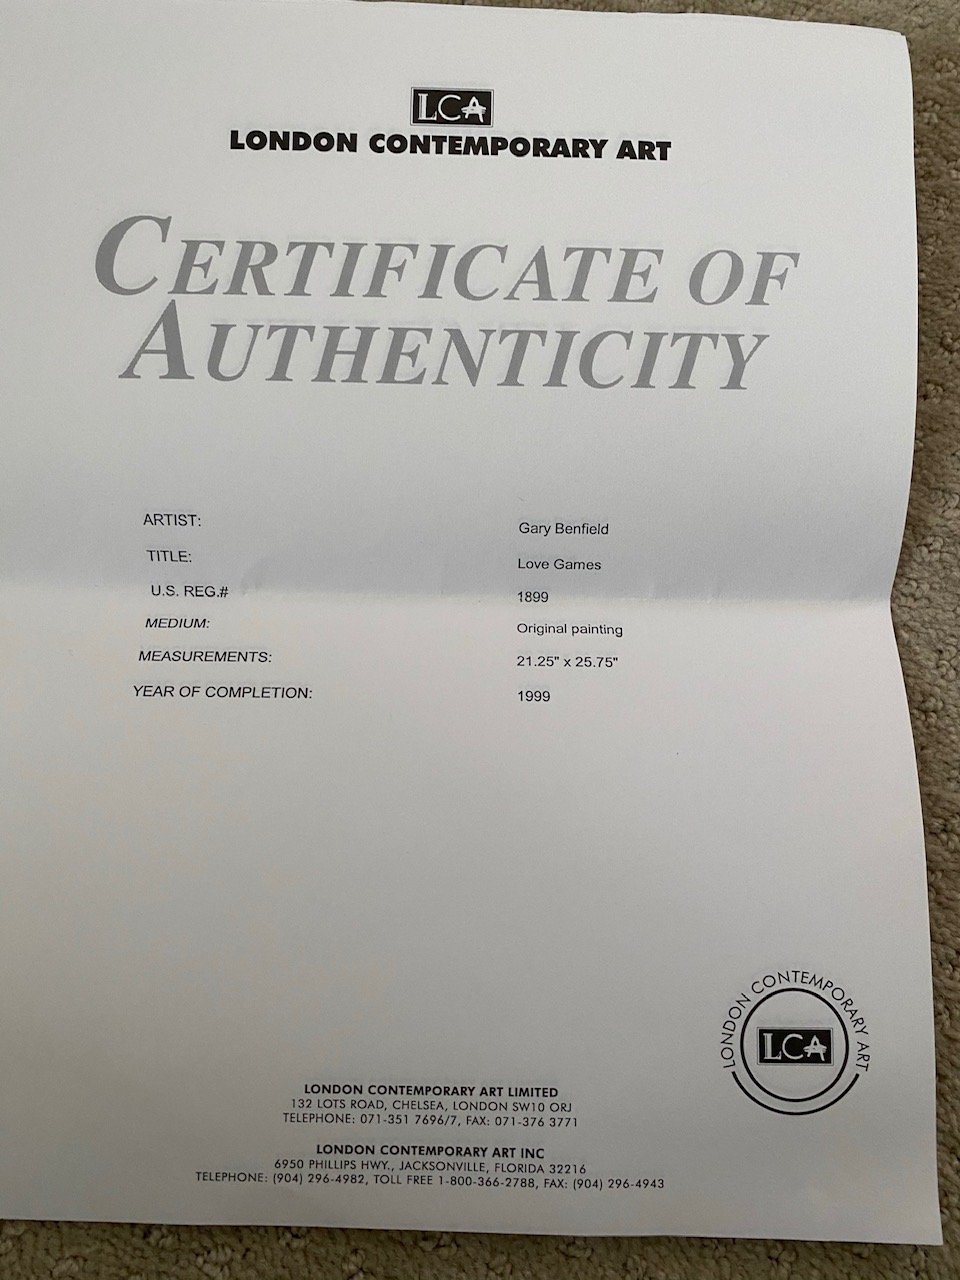 LCA
LONDON CONTEMPORARY ART
CERTIFICATE OF
AUTHENTICITY
ARTIST: Gary Benfield
TITLE: Love Games
U.S. REG.# 1899
MEDIUM: Original painting
MEASUREMENTS: 21.25" x 25.75"
YEAR OF COMPLETION: 1999
LONDON CONTEMPORARY ART
LCA
LONDON CONTEMPORARY ART LIMITED
132 LOTS ROAD, CHELSEA, LONDON SW10 ORJ
TELEPHONE: 071-351 7696/7, FAX: 071-376 3771
LONDON CONTEMPORARY ART INC
6950 PHILLIPS HWY., JACKSONVILLE, FLORIDA 32216
TELEPHONE: (904) 296-4982, TOLL FREE 1-800-366-2788, FAX: (904) 296-4943